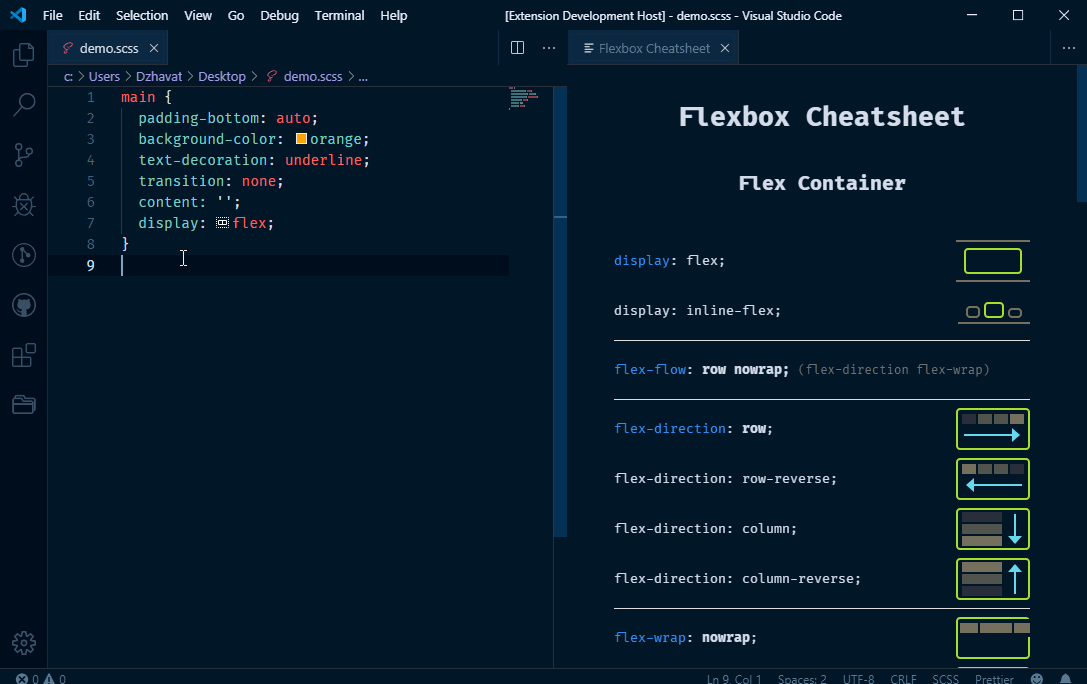 File Edit Selection View Go Debug Terminal Help [Extension Development Host] - demo.scss - Visual Studio Code
demo.scss
Flexbox Cheatsheet
c: > Users > Dzhavat > Desktop > demo.scss > ...
1 main {
2 padding-bottom: auto;
3 background-color: orange;
4 text-decoration: underline;
5 transition: none;
6 content: '';
7 display: flex;
8 }
9
Flexbox Cheatsheet
Flex Container
display: flex;
display: inline-flex;
flex-flow: row nowrap; (flex-direction flex-wrap)
flex-direction: row;
flex-direction: row-reverse;
flex-direction: column;
flex-direction: column-reverse;
flex-wrap: nowrap;
0 0 Ln 9, Col 1 Spaces: 2 UTF-8 CRLF SCSS Prettier